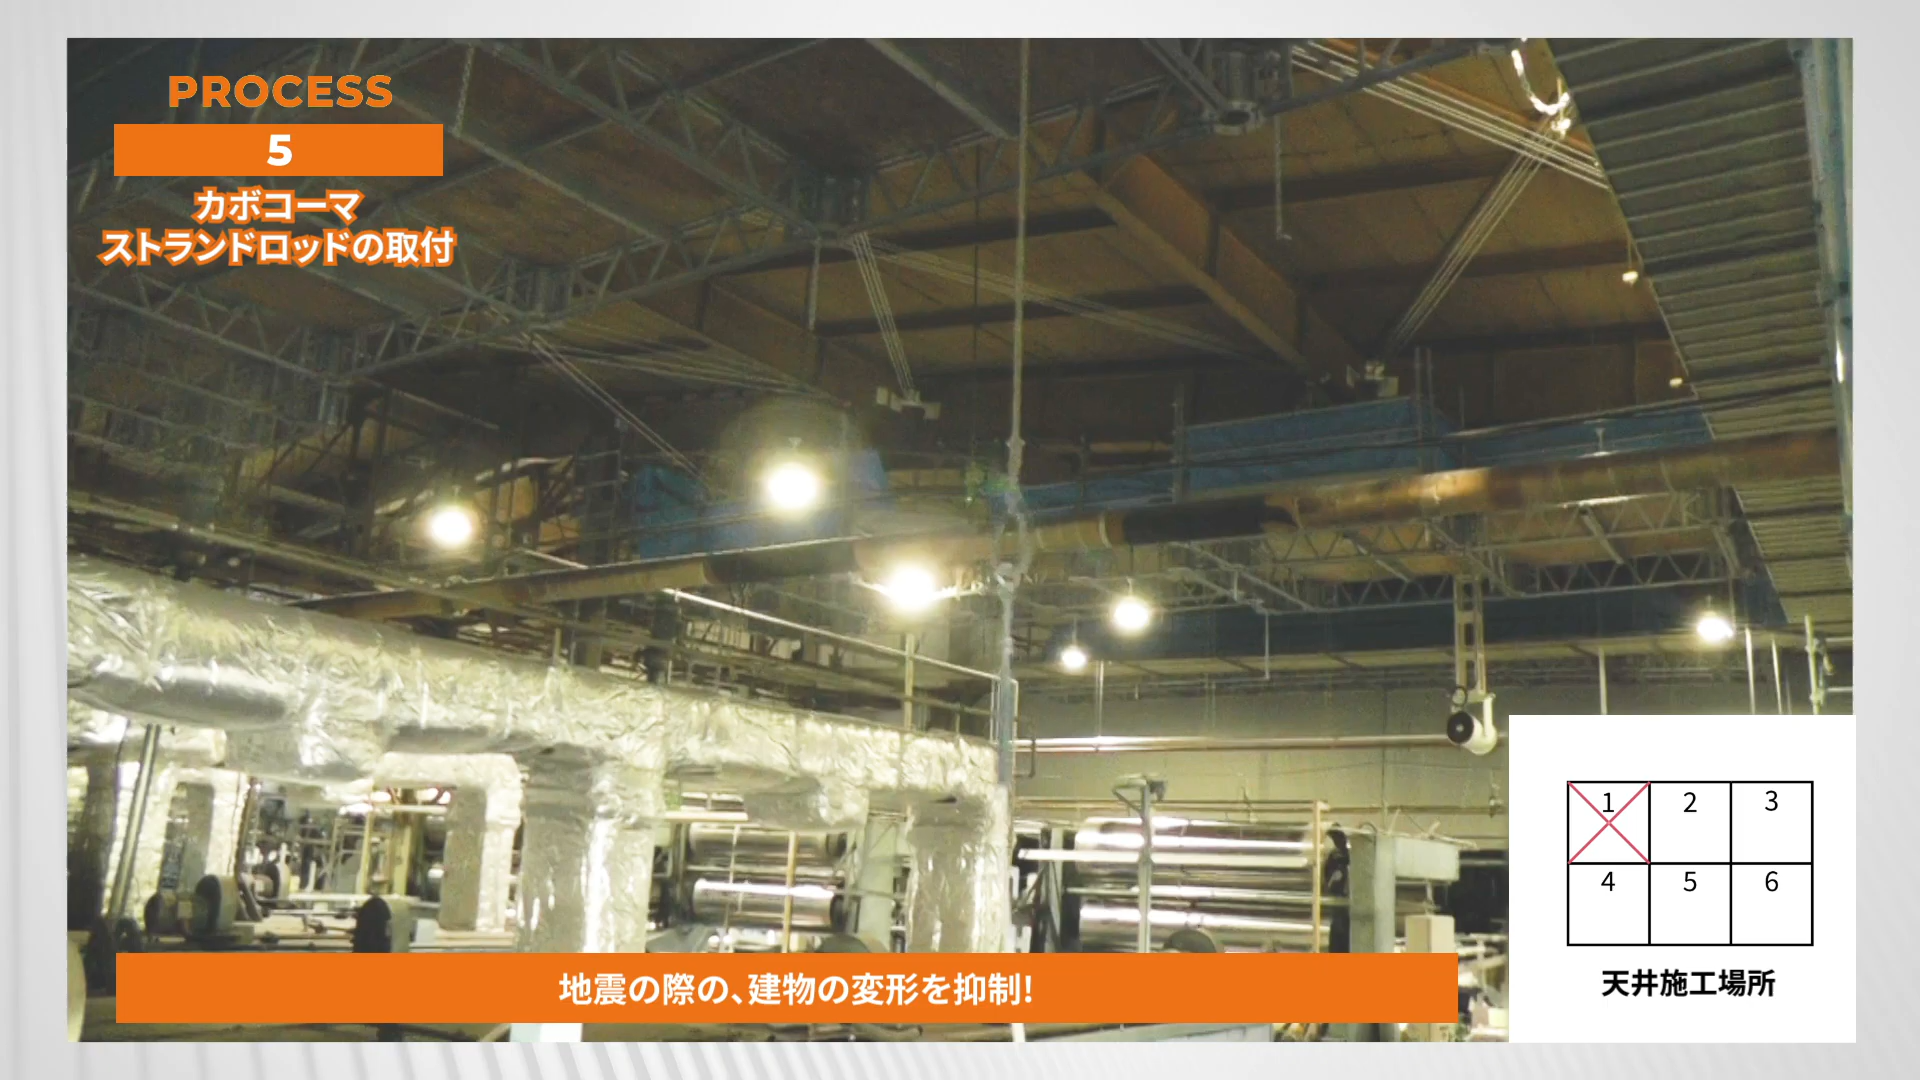 PROCESS
5
カボコーマ
ストランドロッドの取付
1 2 3
4 5 6
天井施工場所
地震の際の、建物の変形を抑制!